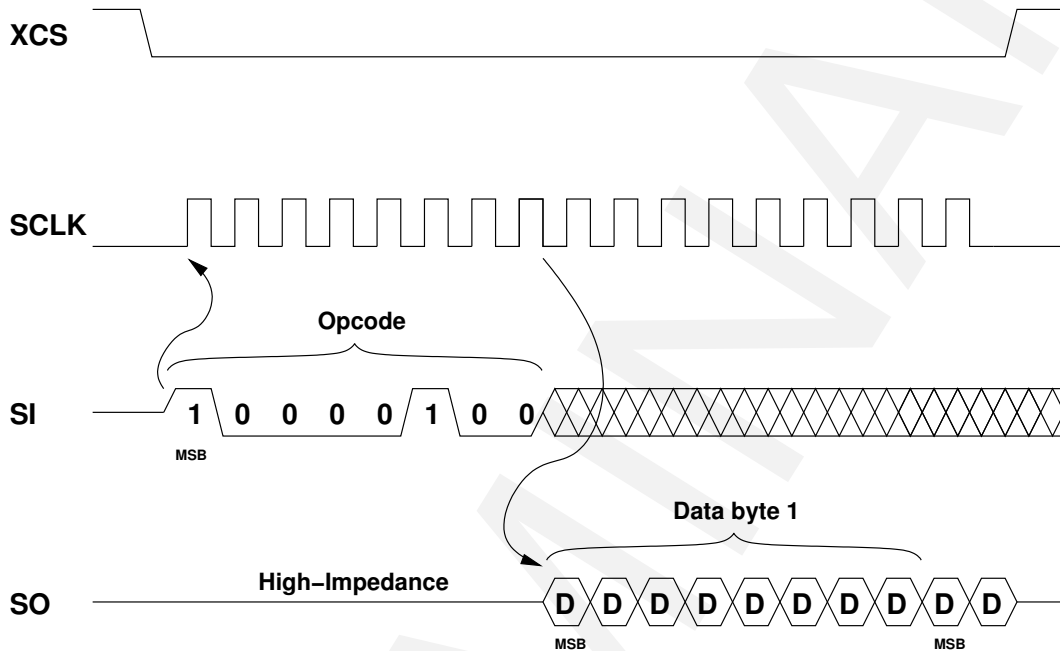 XCS
SCLK
Opcode
SI 1 0 0 0 0 1 0 0
MSB
Data byte 1
High−Impedance
SO D D D D D D D D D D
MSB MSB